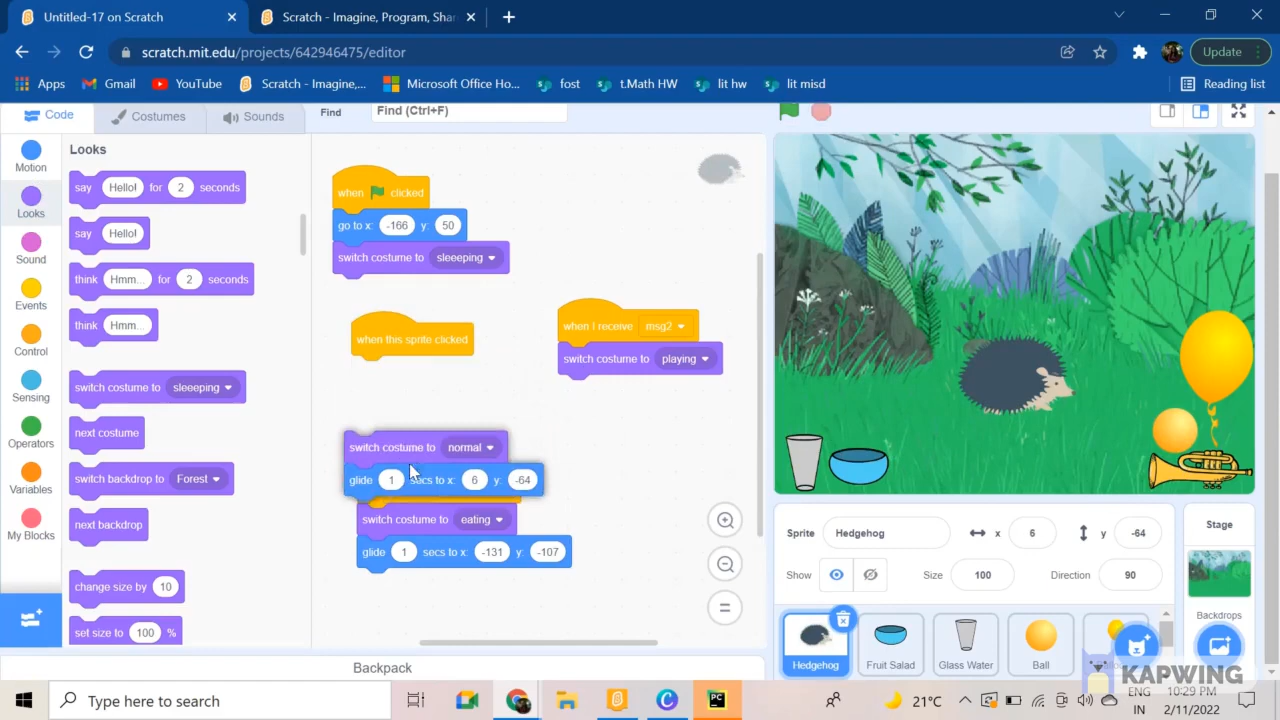 Untitled-17 on Scratch
Scratch - Imagine, Program, Shar
scratch.mit.edu/projects/642946475/editor
Update
Apps
Gmail
YouTube
Scratch - Imagine,...
Microsoft Office Ho...
fost
t.Math HW
lit hw
lit misd
Reading list
Code
Costumes
Sounds
Find
Find (Ctrl+F)
Motion
Looks
Sound
Events
Control
Sensing
Operators
Variables
My Blocks
Looks
say Hello! for 2 seconds
say Hello!
think Hmm... for 2 seconds
think Hmm...
switch costume to sleeeping
next costume
switch backdrop to Forest
next backdrop
change size by 10
set size to 100 %
when clicked
go to x: -166 y: 50
switch costume to sleeeping
when this sprite clicked
when I receive msg2
switch costume to playing
switch costume to normal
glide 1 secs to x: 6 y: -64
switch costume to eating
glide 1 secs to x: -131 y: -107
Backpack
Sprite Hedgehog x 6 y -64
Show Size 100 Direction 90
Hedgehog
Fruit Salad
Glass Water
Ball
Stage
Backdrops
KAPWING
Type here to search
21°C
ENG
IN
10:29 PM
2/11/2022